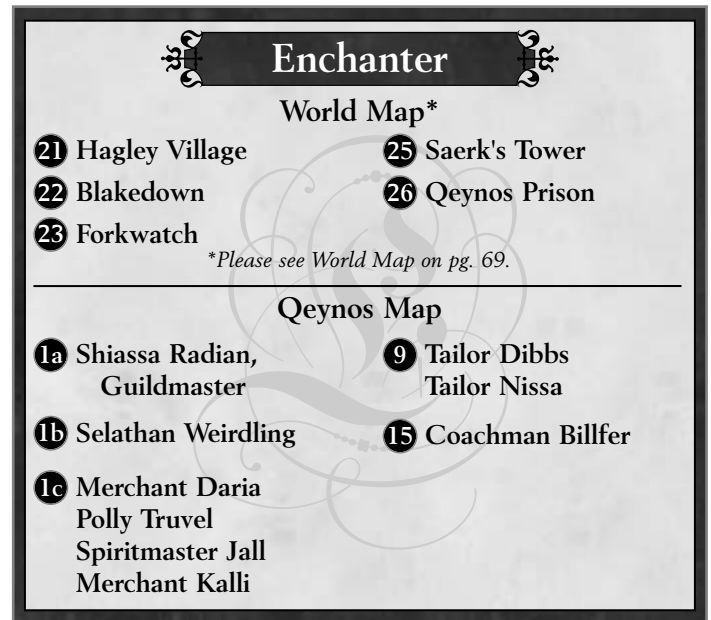 Enchanter
World Map*
21 Hagley Village
22 Blakedown
23 Forkwatch
25 Saerk's Tower
26 Qeynos Prison
*Please see World Map on pg. 69.
Qeynos Map
1a Shiassa Radian,
Guildmaster
1b Selathan Weirdling
1c Merchant Daria
Polly Truvel
Spiritmaster Jall
Merchant Kalli
9 Tailor Dibbs
Tailor Nissa
15 Coachman Billfer